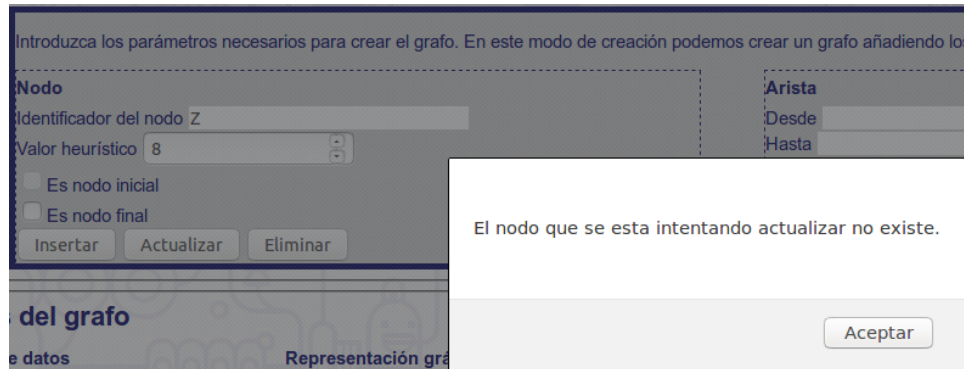 Introduzca los parámetros necesarios para crear el grafo. En este modo de creación podemos crear un grafo añadiendo
Nodo
Identificador del nodo Z
Valor heurístico 8
Es nodo inicial
Es nodo final
Insertar Actualizar Eliminar
Arista
Desde
Hasta
El nodo que se esta intentando actualizar no existe.
Aceptar
del grafo
datos
Representación